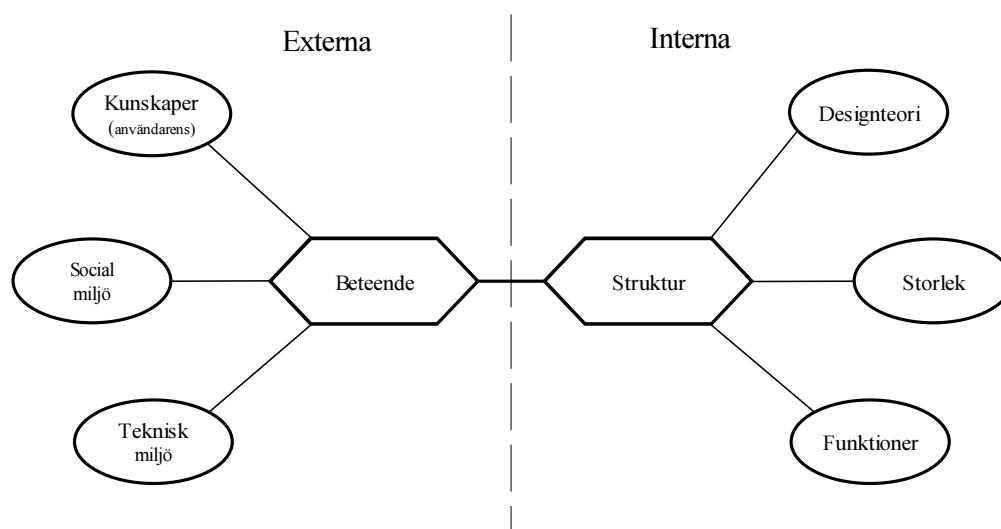 Externa
Interna
Kunskaper
(användarens)
Designteori
Social
miljö
Beteende
Struktur
Storlek
Teknisk
miljö
Funktioner